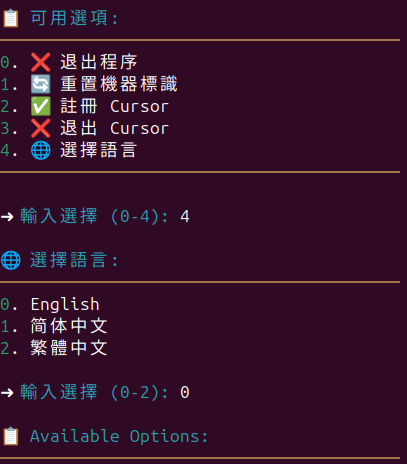 📋 可用選項:
0. ❌ 退出程序
1. 🔄 重置機器標識
2. ✅ 註冊 Cursor
3. ❌ 退出 Cursor
4. 🌐 選擇語言
➜ 輸入選擇 (0-4): 4
🌐 選擇語言:
0. English
1. 简体中文
2. 繁體中文
➜ 輸入選擇 (0-2): 0
📋 Available Options: